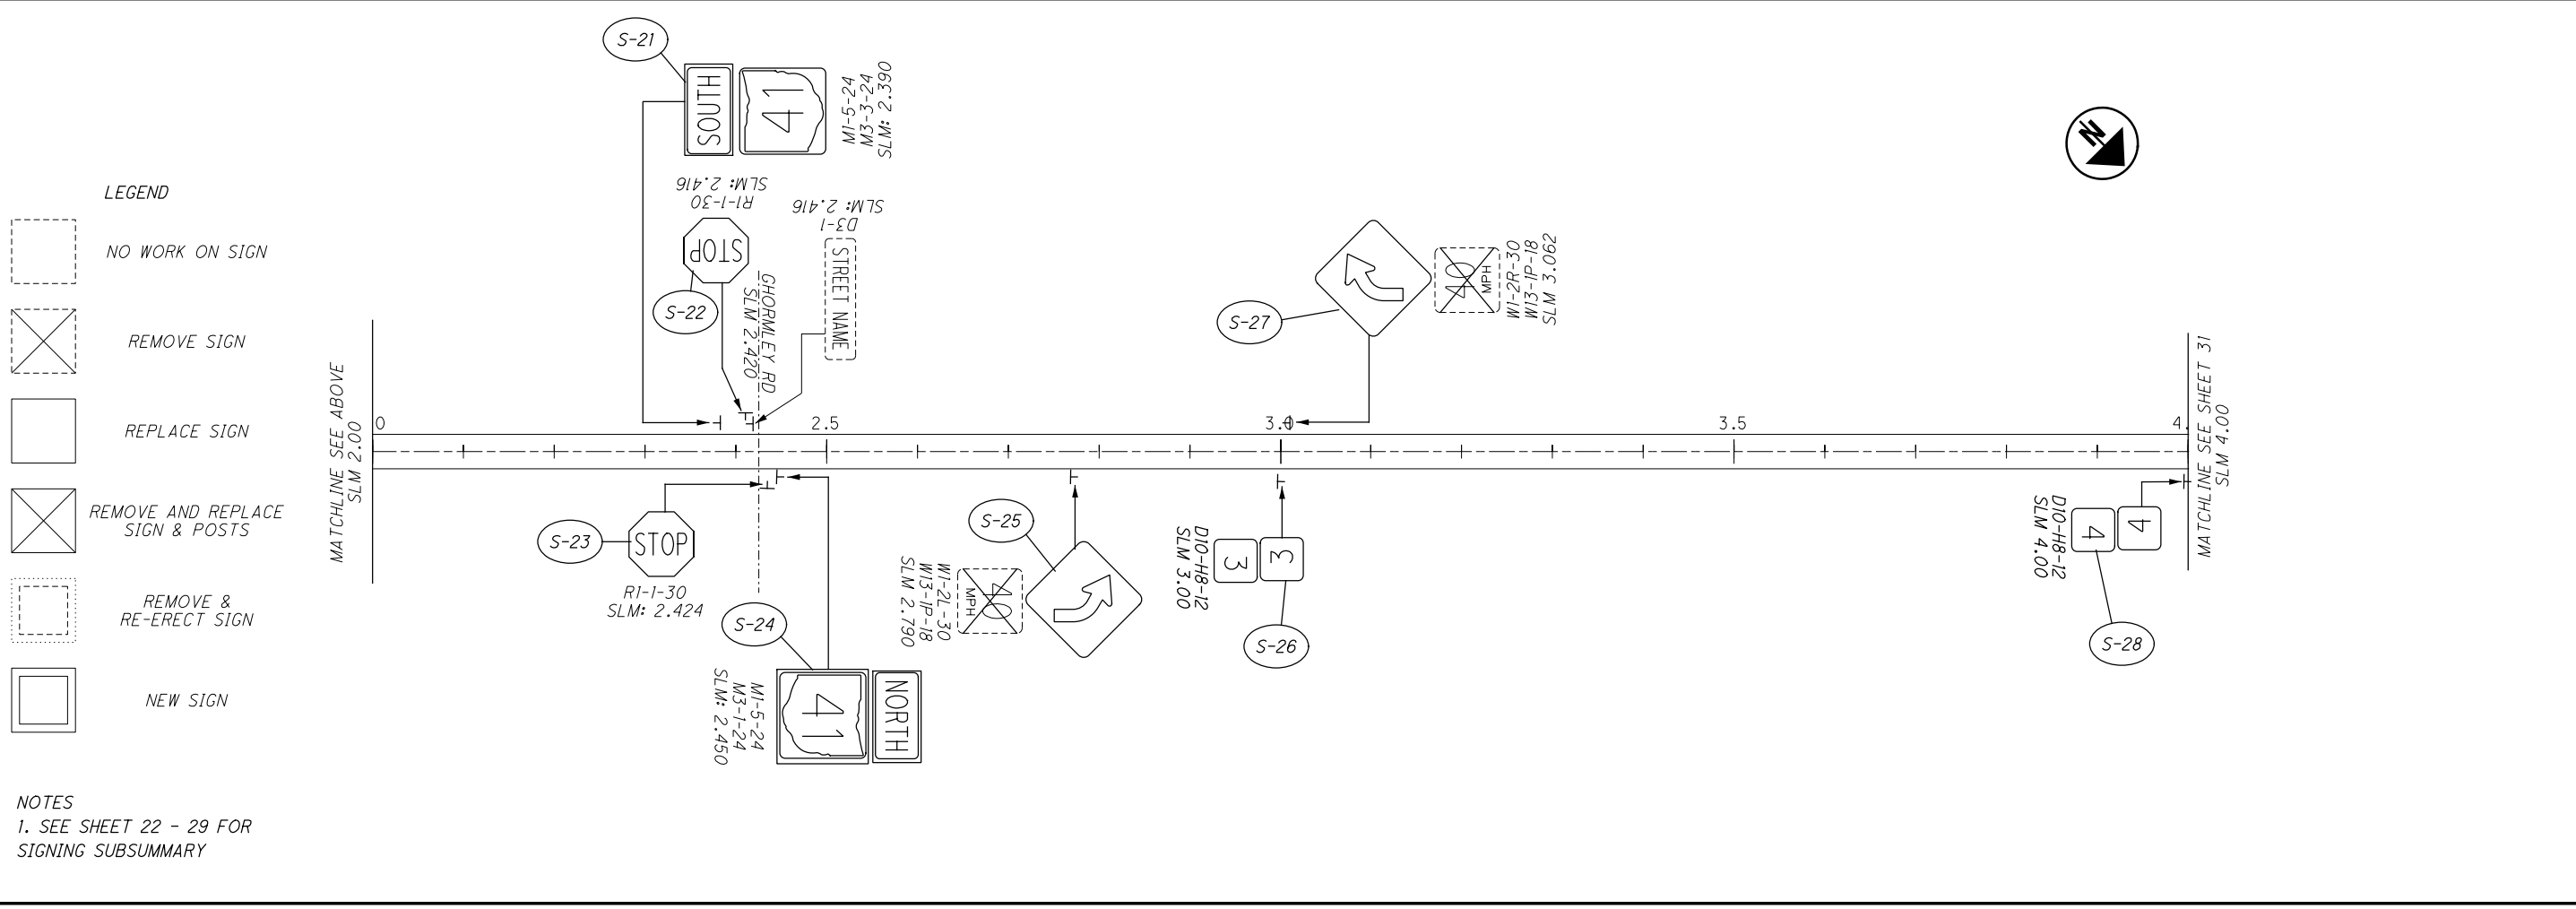 S-21
SOUTH
41
M1-5-24
M3-3-24
SLM: 2.390
LEGEND
NO WORK ON SIGN
REMOVE SIGN
REPLACE SIGN
REMOVE AND REPLACE
SIGN & POSTS
REMOVE &
RE-ERECT SIGN
NEW SIGN
NOTES
1. SEE SHEET 22 - 29 FOR
SIGNING SUBSUMMARY
MATCHLINE SEE ABOVE
SLM 2.00
R1-1-30
SLM: 2.416
STOP
S-22
D3-1
SLM: 2.416
STREET NAME
GHORMLEY RD
SLM 2.420
S-27
40
MPH
W1-2R-30
W13-1P-18
SLM 3.062
N
0
2.5
3.0
3.5
4.
S-23
STOP
R1-1-30
SLM: 2.424
S-24
M1-5-24
M3-1-24
SLM: 2.450
41
NORTH
S-25
W1-2L-30
W13-1P-18
SLM 2.790
40
MPH
D10-H8-12
SLM 3.00
3
3
S-26
D10-H8-12
SLM 4.00
4
4
S-28
MATCHLINE SEE SHEET 31
SLM 4.00